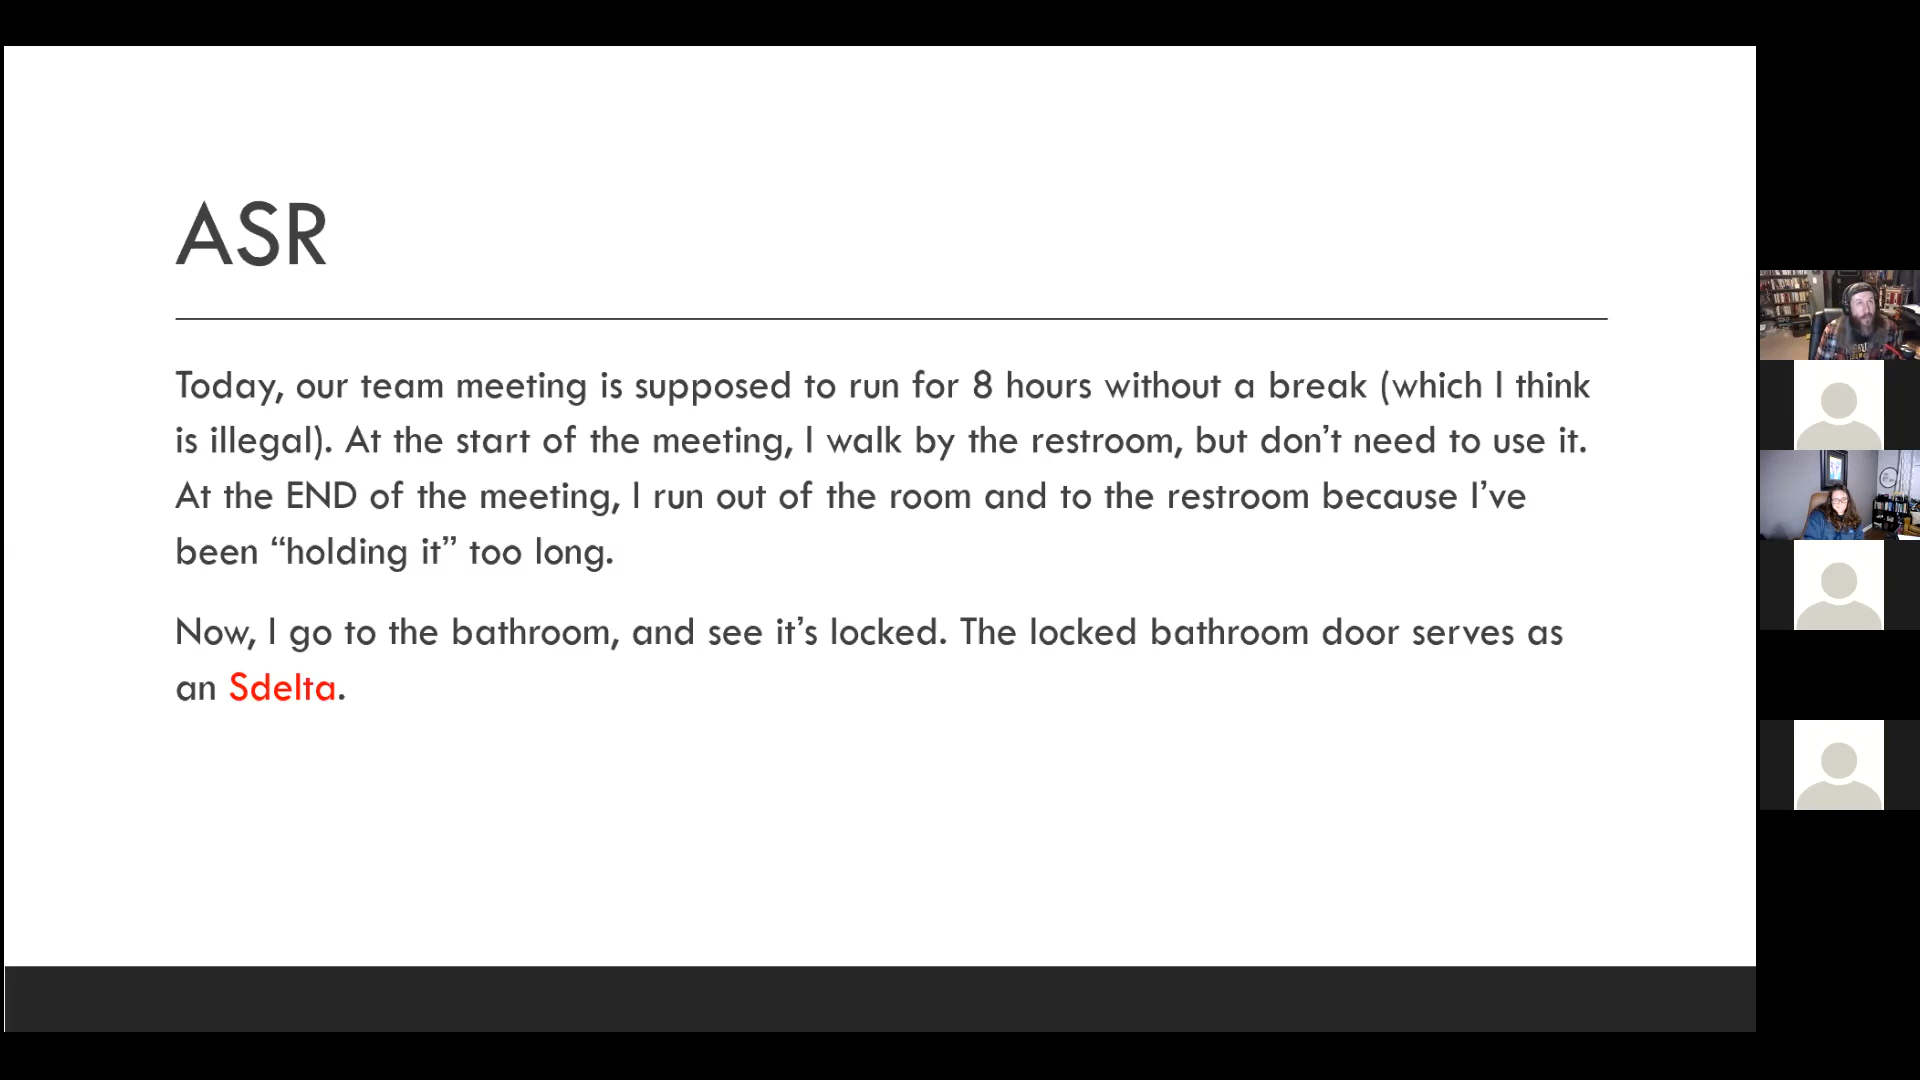 ASR
Today, our team meeting is supposed to run for 8 hours without a break (which I think
is illegal). At the start of the meeting, I walk by the restroom, but don’t need to use it.
At the END of the meeting, I run out of the room and to the restroom because I’ve
been “holding it” too long.
Now, I go to the bathroom, and see it’s locked. The locked bathroom door serves as
an Sdelta.